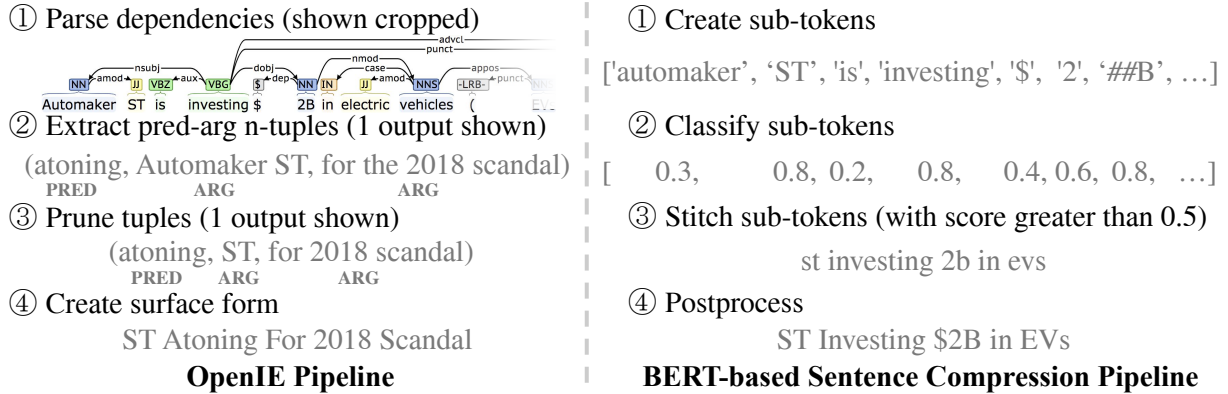 ① Parse dependencies (shown cropped)
advcl
punct
nsubj dobj nmod appos
amod aux dep case amod punct
NN JJ VBZ VBG $ NN IN JJ NNS -LRB-
Automaker ST is investing $ 2B in electric vehicles (
② Extract pred-arg n-tuples (1 output shown)
(atoning, Automaker ST, for the 2018 scandal)
PRED ARG ARG
③ Prune tuples (1 output shown)
(atoning, ST, for 2018 scandal)
PRED ARG ARG
④ Create surface form
ST Atoning For 2018 Scandal
OpenIE Pipeline
① Create sub-tokens
['automaker’, ‘ST’, 'is', 'investing', '$', '2', ‘##B’, …]
② Classify sub-tokens
[ 0.3, 0.8, 0.2, 0.8, 0.4, 0.6, 0.8, …]
③ Stitch sub-tokens (with score greater than 0.5)
st investing 2b in evs
④ Postprocess
ST Investing $2B in EVs
BERT-based Sentence Compression Pipeline